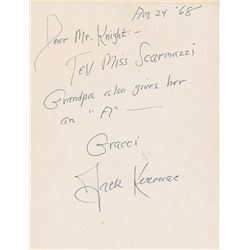 Aug 24 '68
Dear Mr. Knight:-
Tell Miss Scarmazzi
Grandpa also gives her
an "A" —
Gracci
Jack Kerouac